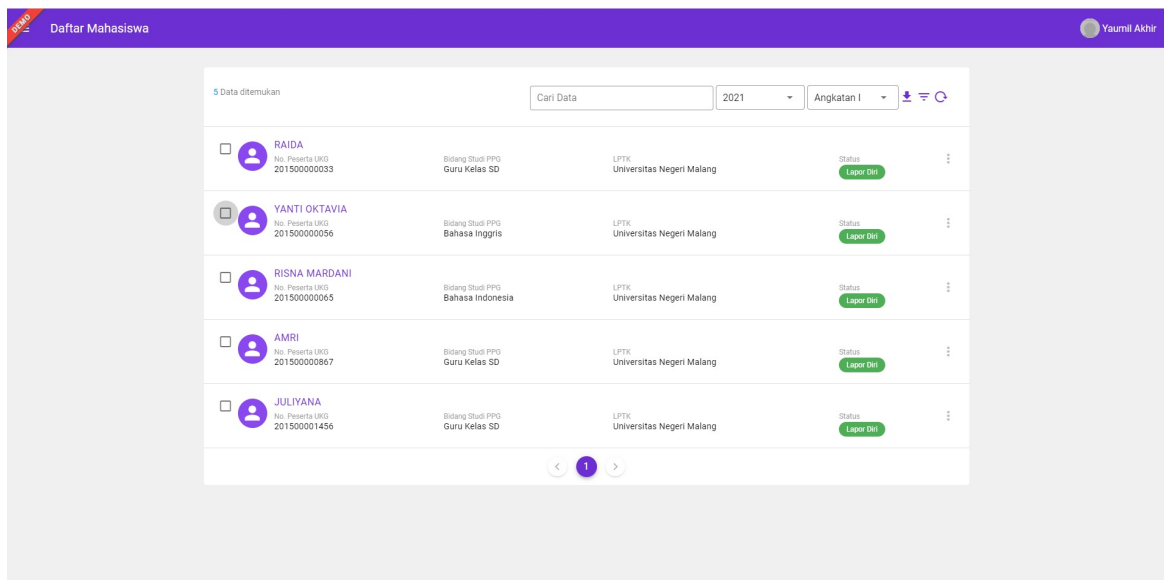 DEMO
Daftar Mahasiswa
Yaumil Akhir
5 Data ditemukan
Cari Data
2021
Angkatan I
RAIDA
No. Peserta UKG
201500000033
Bidang Studi PPG
Guru Kelas SD
LPTK
Universitas Negeri Malang
Status
Lapor Diri
YANTI OKTAVIA
No. Peserta UKG
201500000056
Bidang Studi PPG
Bahasa Inggris
LPTK
Universitas Negeri Malang
Status
Lapor Diri
RISNA MARDANI
No. Peserta UKG
201500000065
Bidang Studi PPG
Bahasa Indonesia
LPTK
Universitas Negeri Malang
Status
Lapor Diri
AMRI
No. Peserta UKG
201500000867
Bidang Studi PPG
Guru Kelas SD
LPTK
Universitas Negeri Malang
Status
Lapor Diri
JULIYANA
No. Peserta UKG
201500001456
Bidang Studi PPG
Guru Kelas SD
LPTK
Universitas Negeri Malang
Status
Lapor Diri
1